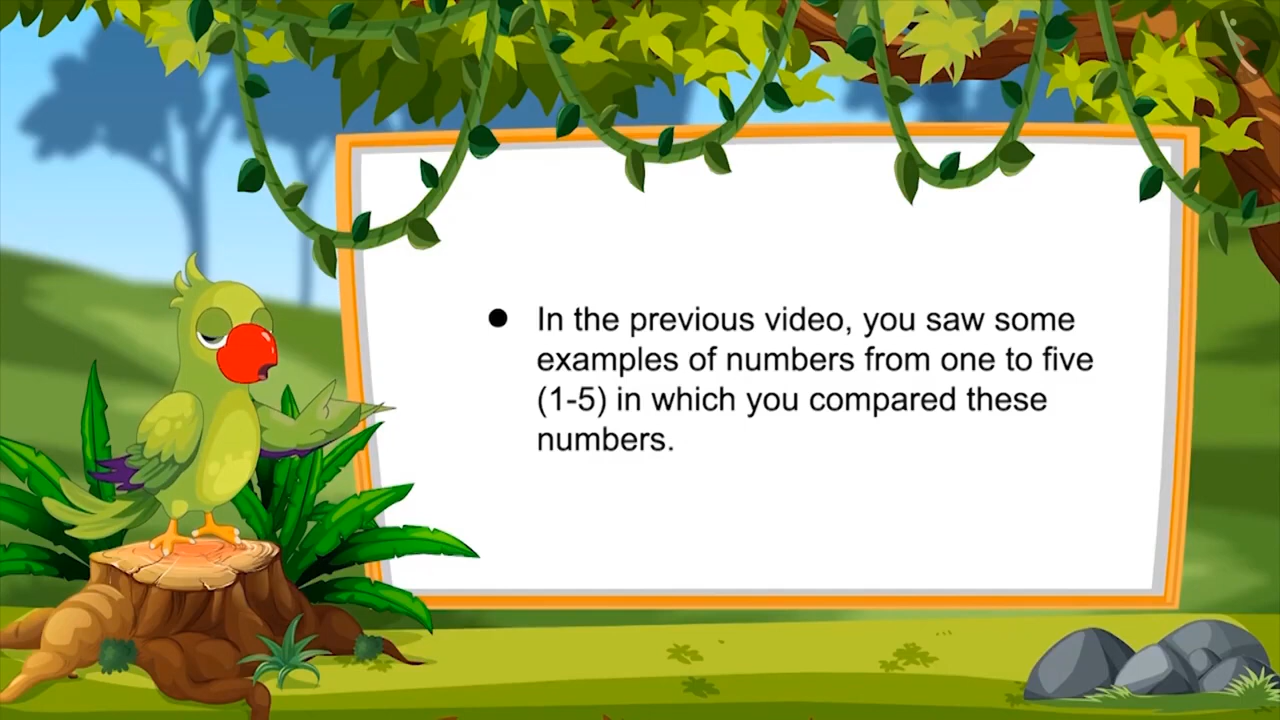 ● In the previous video, you saw some
examples of numbers from one to five
(1-5) in which you compared these
numbers.